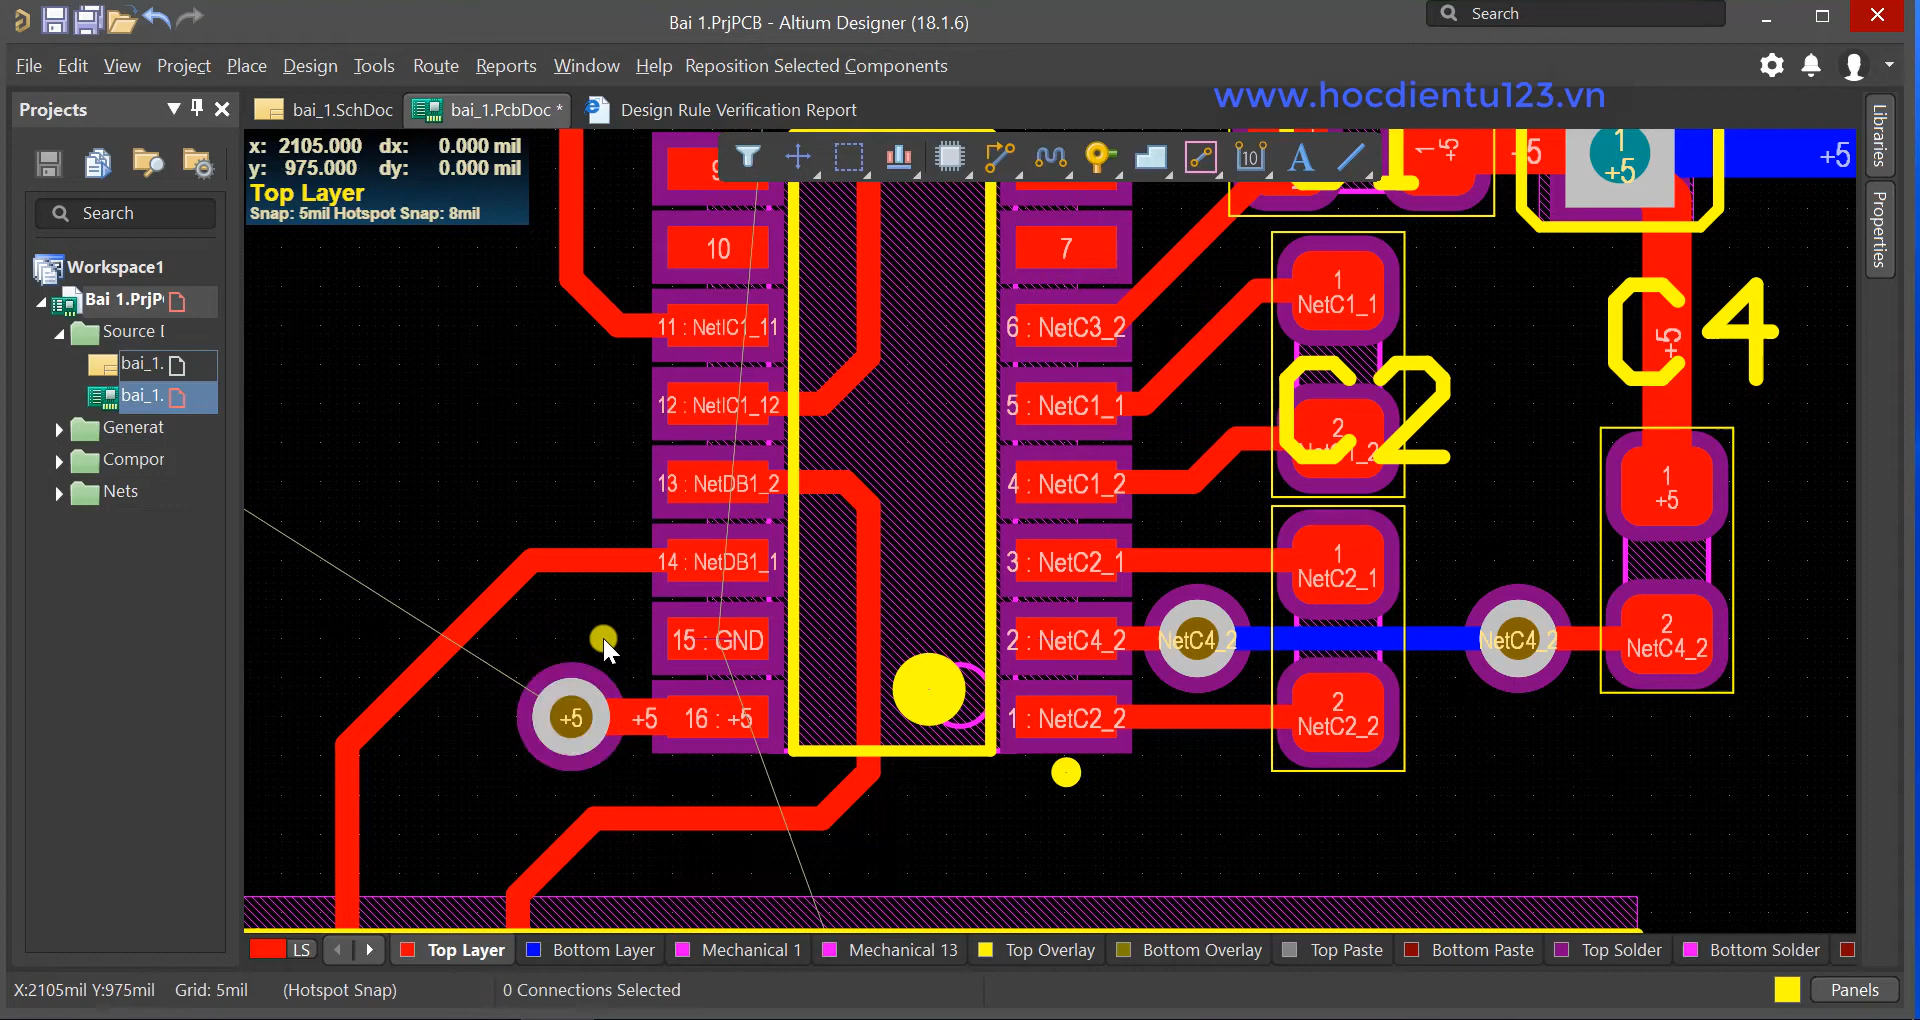 Bai 1.PrjPCB - Altium Designer (18.1.6)
Search
File Edit View Project Place Design Tools Route Reports Window Help Reposition Selected Components
www.hocdientu123.vn
Projects
bai_1.SchDoc
bai_1.PcbDoc *
Design Rule Verification Report
x: 2105.000 dx: 0.000 mil
y: 975.000 dy: 0.000 mil
Top Layer
Snap: 5mil Hotspot Snap: 8mil
Search
Workspace1
Bai 1.PrjP
Source
bai_1.
bai_1.
Generat
Compor
Nets
Libraries
Properties
10
9
10
7
11 : NetIC1_11
6 : NetC3_2
12 : NetIC1_12
5 : NetC1_1
13 : NetDB1_2
4 : NetC1_2
14 : NetDB1_1
3 : NetC2_1
15 : GND
2 : NetC4_2
16 : +5
1 : NetC2_2
+5
+5
1
+5
+5
+5
+5
1
NetC1_1
C2
2
C4
+5
1
+5
1
NetC2_1
NetC4_2
NetC4_2
2
NetC4_2
2
NetC2_2
LS
Top Layer
Bottom Layer
Mechanical 1
Mechanical 13
Top Overlay
Bottom Overlay
Top Paste
Bottom Paste
Top Solder
Bottom Solder
X:2105mil Y:975mil Grid: 5mil (Hotspot Snap)
0 Connections Selected
Panels